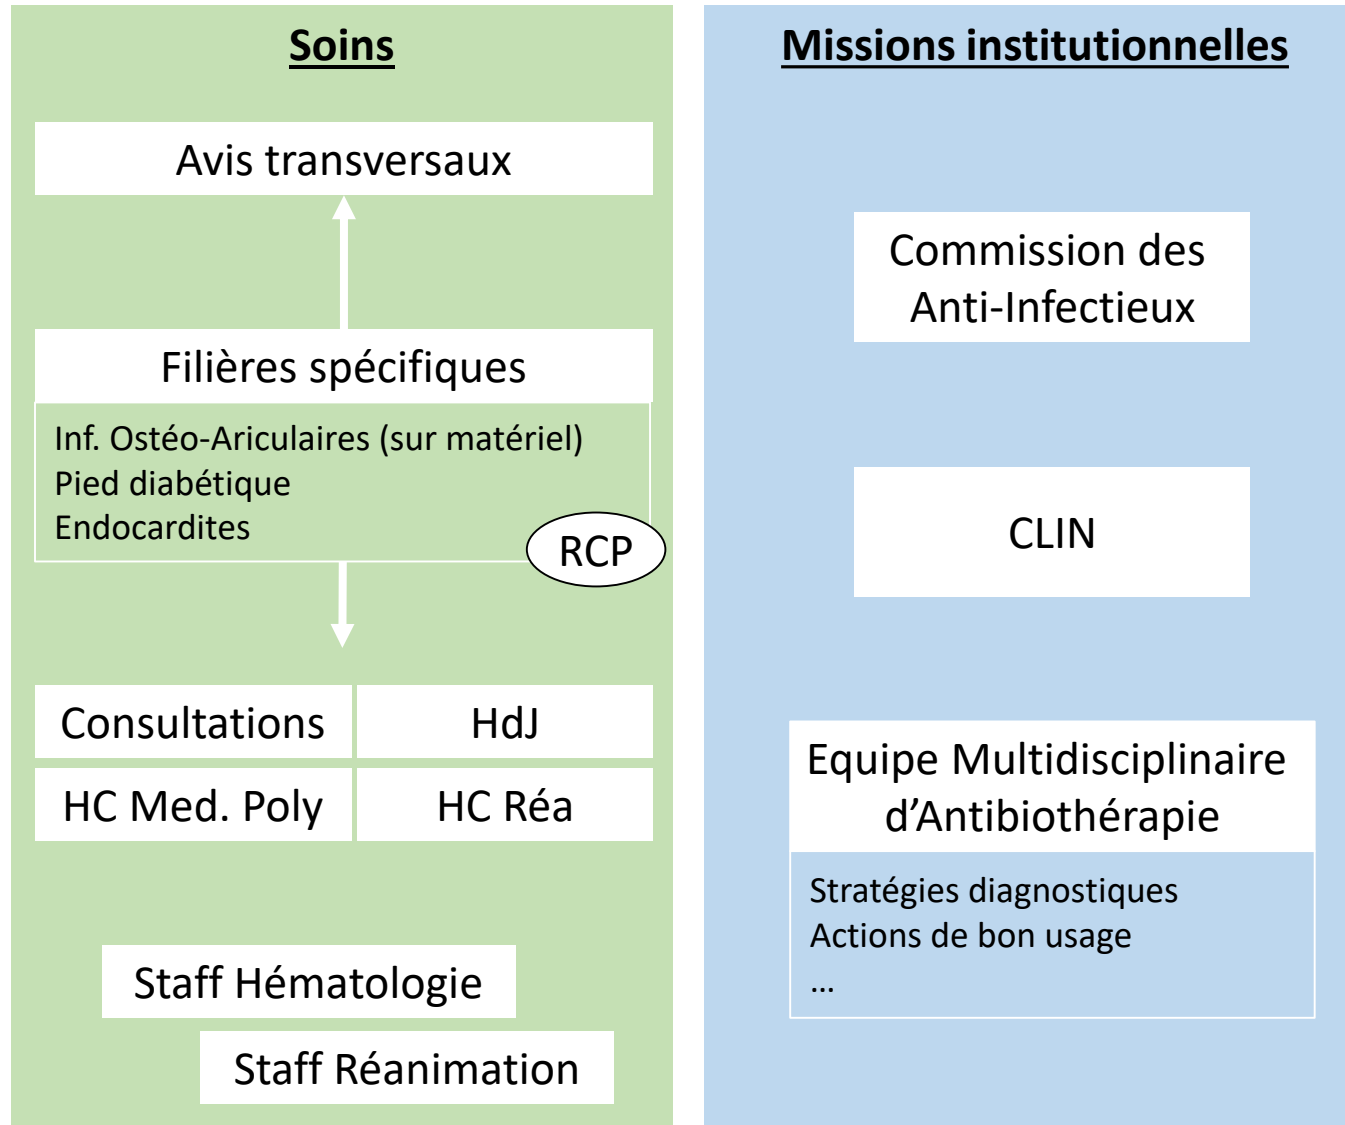 Soins
Avis transversaux
Filières spécifiques
Inf. Ostéo-Ariculaires (sur matériel)
Pied diabétique
Endocardites
RCP
Consultations
HdJ
HC Med. Poly
HC Réa
Staff Hématologie
Staff Réanimation
Missions institutionnelles
Commission des
Anti-Infectieux
CLIN
Equipe Multidisciplinaire
d’Antibiothérapie
Stratégies diagnostiques
Actions de bon usage
…